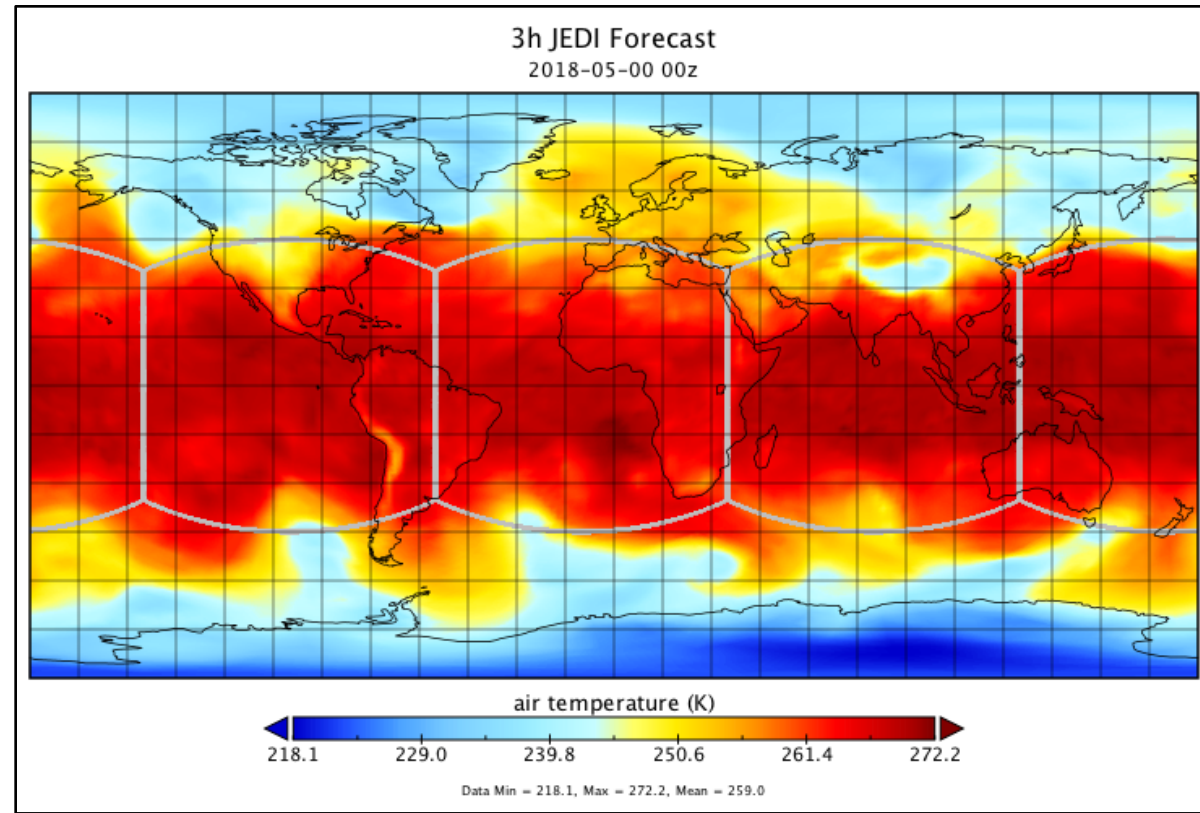 3h JEDI Forecast
2018-05-00 00z
air temperature (K)
218.1 229.0 239.8 250.6 261.4 272.2
Data Min = 218.1, Max = 272.2, Mean = 259.0